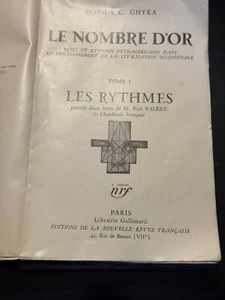 MATILA C. GHYKA
LE NOMBRE D'OR
RITES ET RYTHMES PYTHAGORICIENS DANS
LE DÉVELOPPEMENT DE LA CIVILISATION OCCIDENTALE
TOME I
LES RYTHMES
précédé d'une lettre de M. Paul VALÉRY
de l'Académie française
nrf
PARIS
Librairie Gallimard
ÉDITIONS DE LA NOUVELLE REVUE FRANÇAISE
43, Rue de Beaune (VIIe)